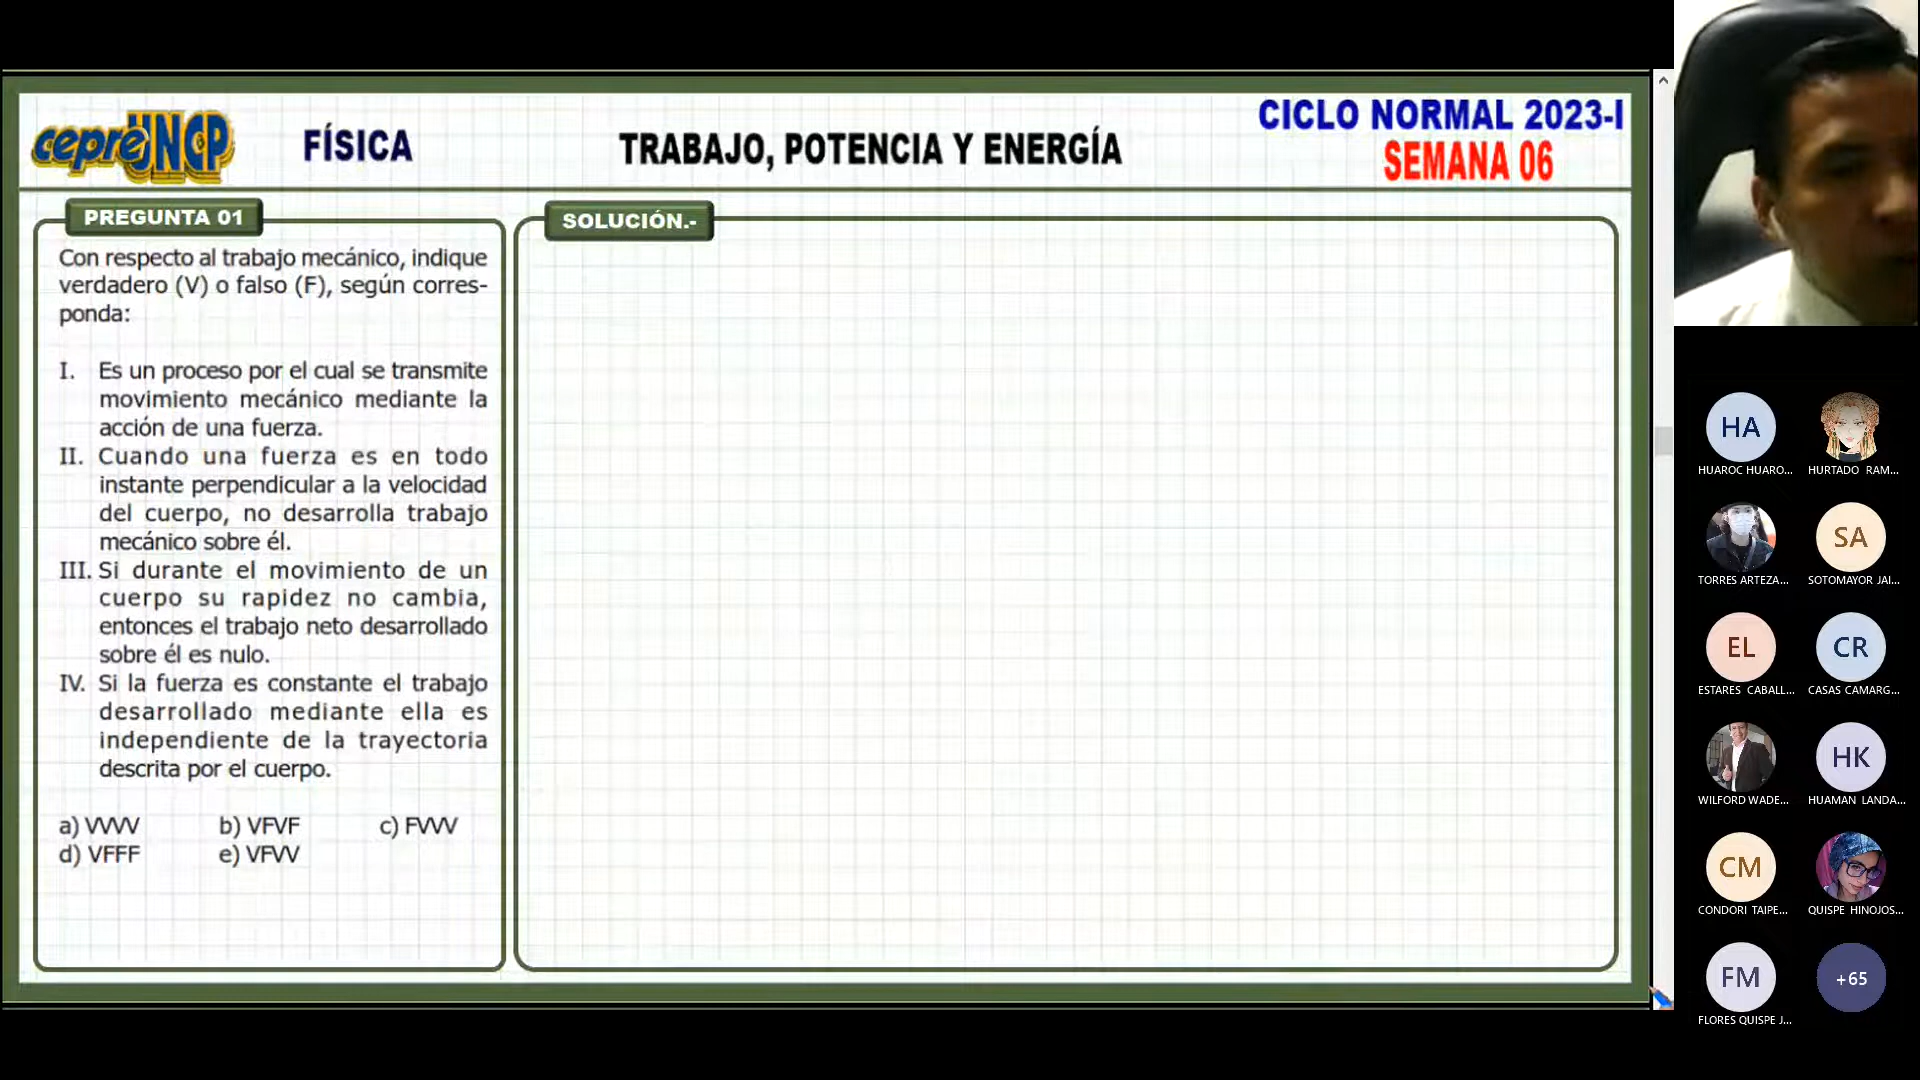 cepreUNCP
FÍSICA
TRABAJO, POTENCIA Y ENERGÍA
CICLO NORMAL 2023-I
SEMANA 06
PREGUNTA 01
Con respecto al trabajo mecánico, indique
verdadero (V) o falso (F), según corres-
ponda:
I. Es un proceso por el cual se transmite
movimiento mecánico mediante la
acción de una fuerza.
II. Cuando una fuerza es en todo
instante perpendicular a la velocidad
del cuerpo, no desarrolla trabajo
mecánico sobre él.
III. Si durante el movimiento de un
cuerpo su rapidez no cambia,
entonces el trabajo neto desarrollado
sobre él es nulo.
IV. Si la fuerza es constante el trabajo
desarrollado mediante ella es
independiente de la trayectoria
descrita por el cuerpo.
a) VVVV b) VFVF c) FVVV
d) VFFF e) VFVV
SOLUCIÓN.-
HA
HUAROC HUARO...
HURTADO RAM...
TORRES ARTEZA...
SA
SOTOMAYOR JAI...
EL
ESTARES CABALL...
CR
CASAS CAMARG...
WILFORD WADE...
HK
HUAMAN LANDA...
CM
CONDORI TAIPE...
QUISPE HINOJOS...
FM
FLORES QUISPE J...
+65